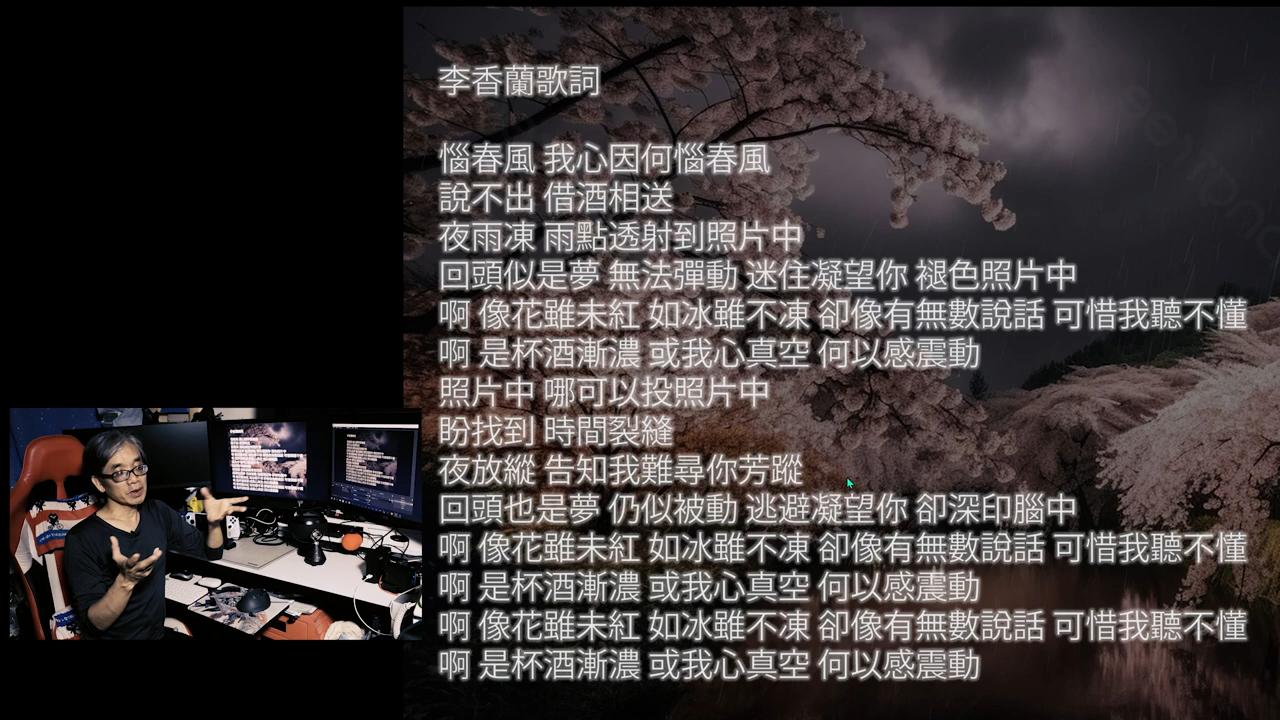 李香蘭歌詞
惱春風 我心因何惱春風
說不出 借酒相送
夜雨凍 雨點透射到照片中
回頭似是夢 無法彈動 迷住凝望你 褪色照片中
啊 像花雖未紅 如冰雖不凍 卻像有無數說話 可惜我聽不懂
啊 是杯酒漸濃 或我心真空 何以感震動
照片中 哪可以投照片中
盼找到 時間裂縫
夜放縱 告知我難尋你芳蹤
回頭也是夢 仍似被動 逃避凝望你 卻深印腦中
啊 像花雖未紅 如冰雖不凍 卻像有無數說話 可惜我聽不懂
啊 是杯酒漸濃 或我心真空 何以感震動
啊 像花雖未紅 如冰雖不凍 卻像有無數說話 可惜我聽不懂
啊 是杯酒漸濃 或我心真空 何以感震動